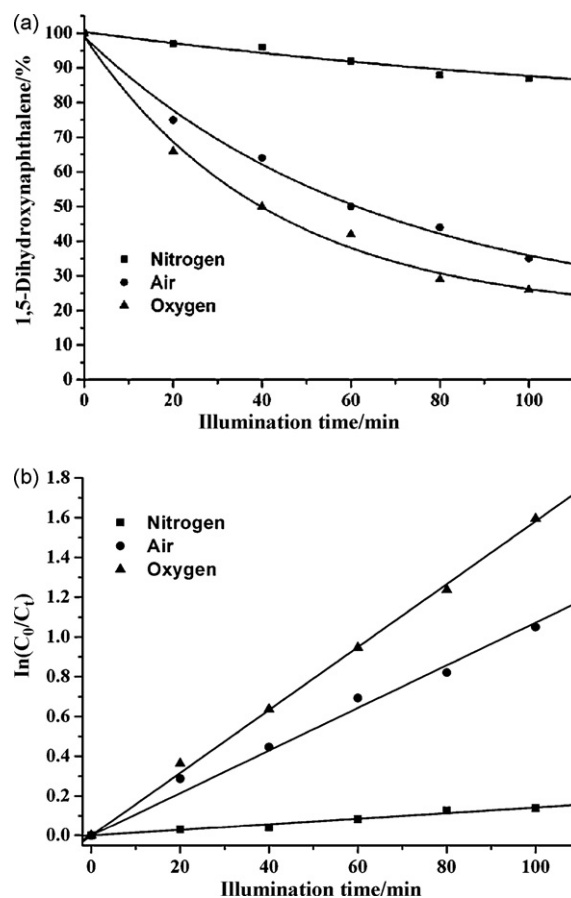 (a)
100
90
80
70
60
50
40
30
20
10
0
1,5-Dihydroxynaphthalene/%
Nitrogen
Air
Oxygen
0 20 40 60 80 100
Illumination time/min
(b)
1.8
1.6
1.4
1.2
1.0
0.8
0.6
0.4
0.2
0.0
ln(C0/Ct)
Nitrogen
Air
Oxygen
0 20 40 60 80 100
Illumination time/min